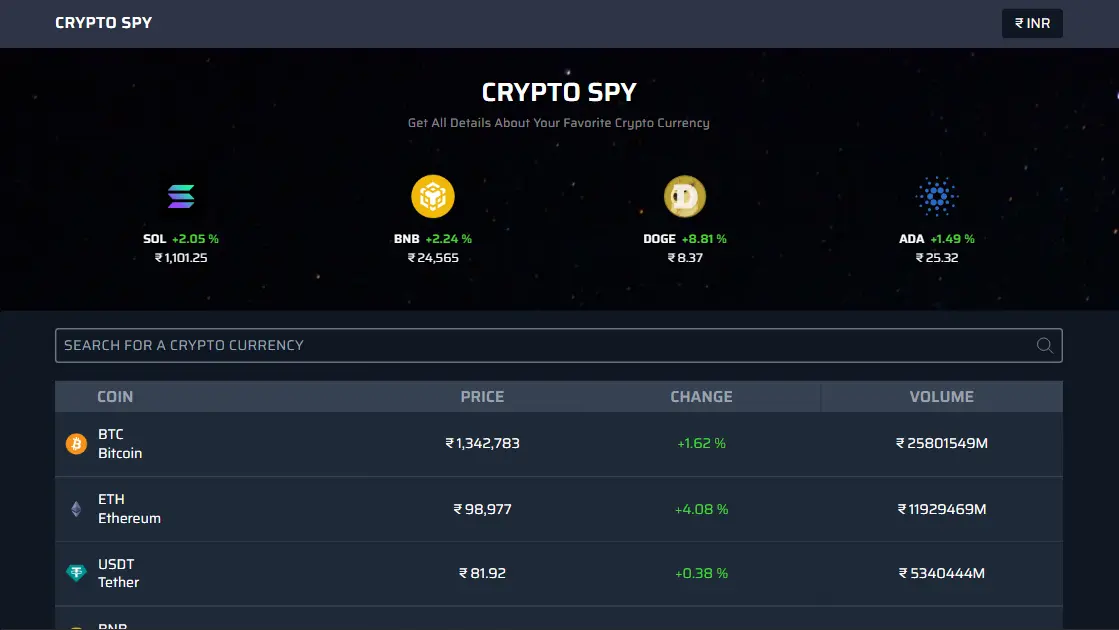 CRYPTO SPY
₹ INR
CRYPTO SPY
Get All Details About Your Favorite Crypto Currency
SOL +2.05 %
₹ 1,101.25
BNB +2.24 %
₹ 24,565
DOGE +8.81 %
₹ 8.37
ADA +1.49 %
₹ 25.32
SEARCH FOR A CRYPTO CURRENCY
COIN PRICE CHANGE VOLUME
BTC
Bitcoin
₹ 1,342,783 +1.62 % ₹ 25801549M
ETH
Ethereum
₹ 98,977 +4.08 % ₹ 11929469M
USDT
Tether
₹ 81.92 +0.38 % ₹ 5340444M
BNB